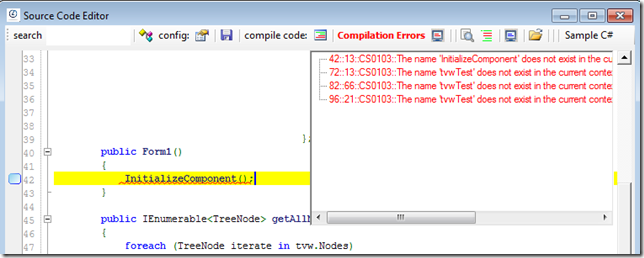 Source Code Editor
search config: compile code: Compilation Errors Sample C#
42::13::CS0103::The name 'InitializeComponent' does not exist in the cu
72::13::CS0103::The name 'tvwTest' does not exist in the current conte
82::66::CS0103::The name 'tvwTest' does not exist in the current conte
96::21::CS0103::The name 'tvwTest' does not exist in the current conte
33
34
35
36
37
38
39 };
40 public Form1()
41 {
42 InitializeComponent();
43 }
44
45 public IEnumerable<TreeNode> getAllN
46 {
47 foreach (TreeNode iterate in tvw.Nodes)